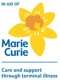 IN AID OF
Marie
Curie
Care and support
through terminal illness